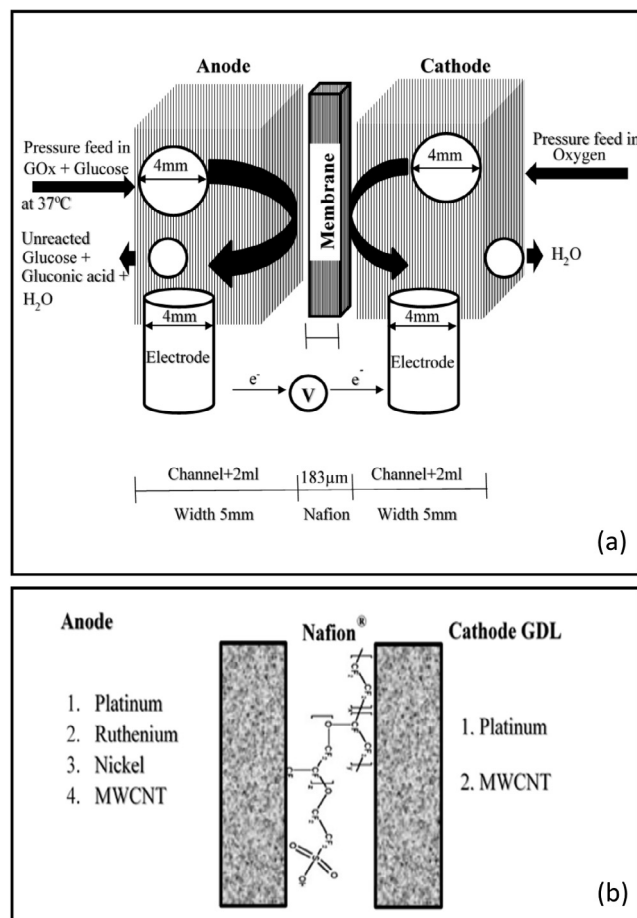 Anode
Cathode
Pressure feed in
GOx + Glucose
at 37°C
4mm
Membrane
4mm
Pressure feed in
Oxygen
Unreacted
Glucose +
Gluconic acid +
H₂O
H₂O
4mm
Electrode
4mm
Electrode
e⁻
V
e⁻
Channel+2ml
183µm
Channel+2ml
Width 5mm
Nafion
Width 5mm
(a)
Anode
Nafion®
Cathode GDL
1. Platinum
2. Ruthenium
3. Nickel
4. MWCNT
1. Platinum
2. MWCNT
(b)